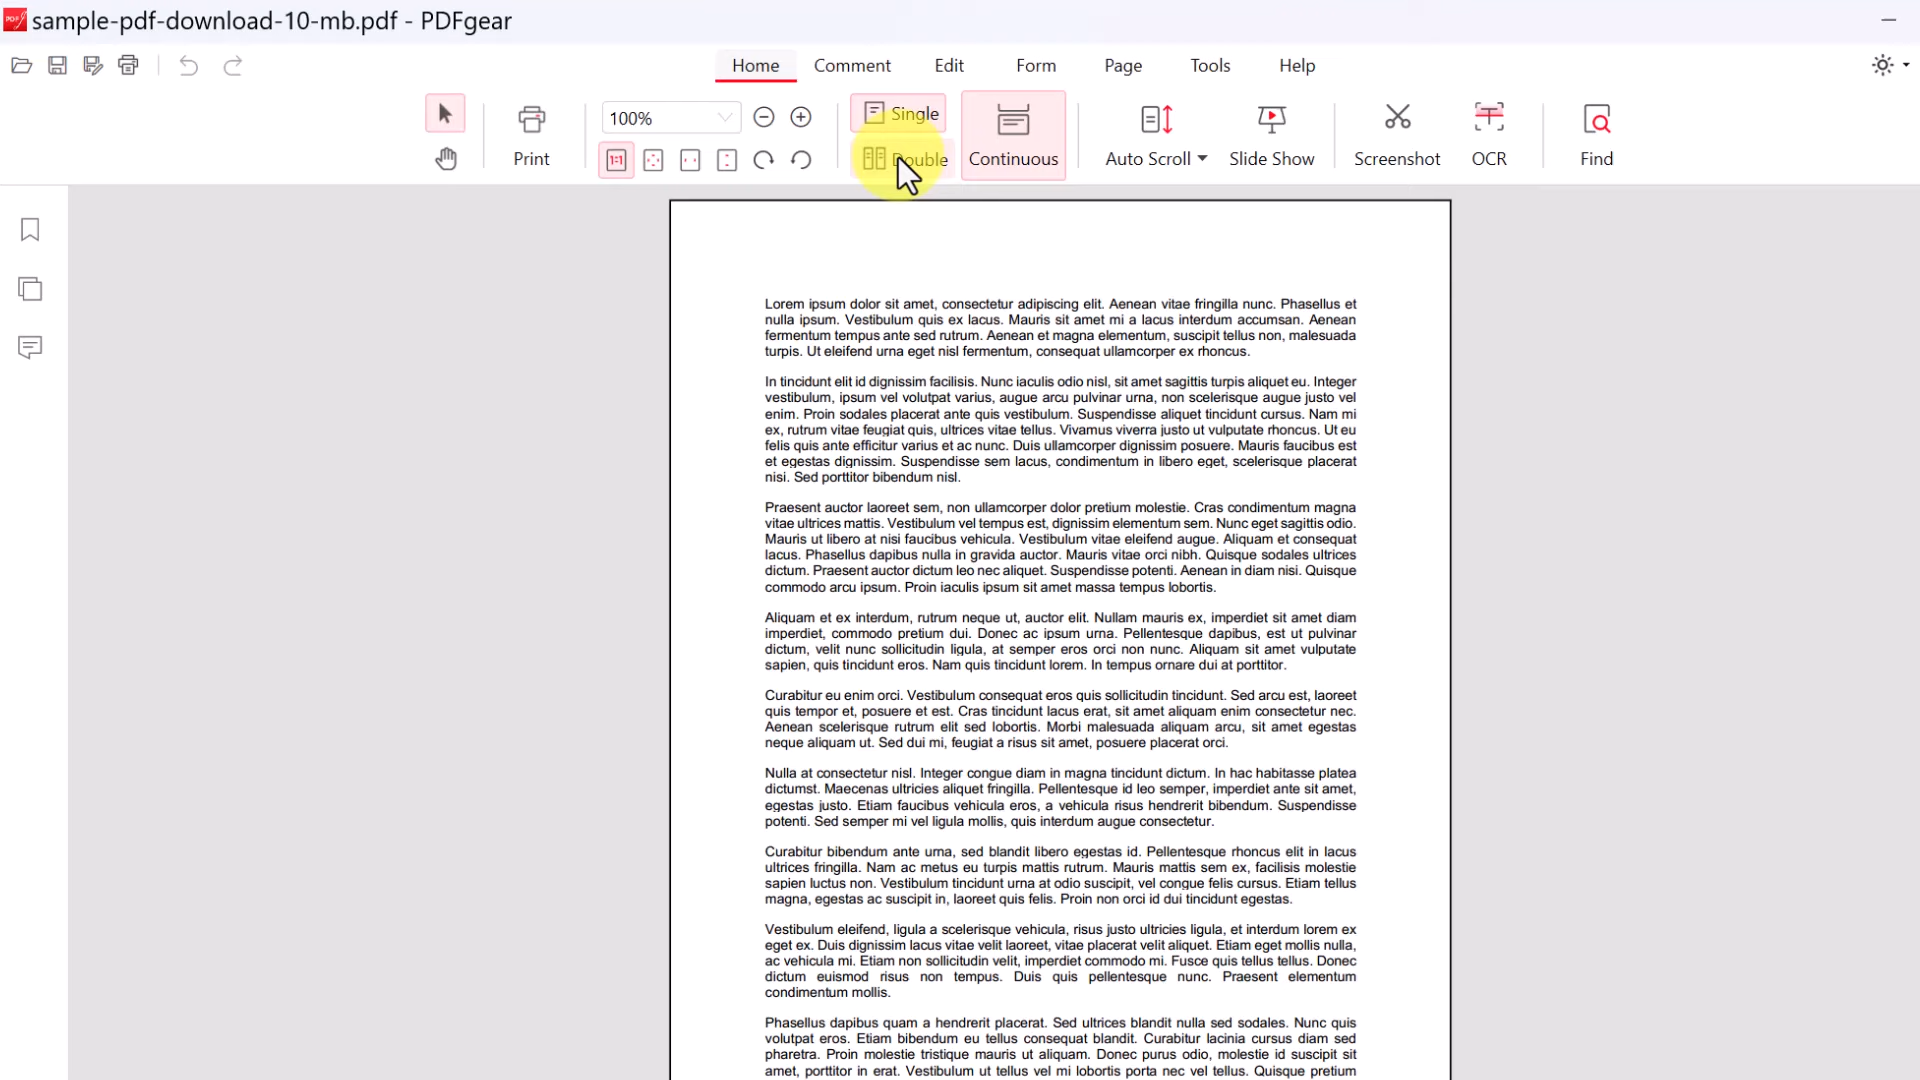 sample-pdf-download-10-mb.pdf - PDFgear
Home Comment Edit Form Page Tools Help
100% Single
Double
Print Continuous Auto Scroll Slide Show Screenshot OCR Find
Lorem ipsum dolor sit amet, consectetur adipiscing elit. Aenean vitae fringilla nunc. Phasellus et
nulla ipsum. Vestibulum quis ex lacus. Mauris sit amet mi a lacus interdum accumsan. Aenean
fermentum tempus ante sed rutrum. Aenean et magna elementum, suscipit tellus non, malesuada
turpis. Ut eleifend urna eget nisl fermentum, consequat ullamcorper ex rhoncus.
In tincidunt elit id dignissim facilisis. Nunc iaculis odio nisl, sit amet sagittis turpis aliquet eu. Integer
vestibulum, ipsum vel volutpat varius, augue arcu pulvinar urna, non scelerisque augue justo vel
enim. Proin sodales placerat ante quis vestibulum. Suspendisse aliquet tincidunt cursus. Nam mi
ex, rutrum vitae feugiat quis, ultrices vitae tellus. Vivamus viverra justo ut vulputate rhoncus. Ut eu
felis quis ante efficitur varius et ac nunc. Duis ullamcorper dignissim posuere. Mauris faucibus est
et egestas dignissim. Suspendisse sem lacus, condimentum in libero eget, scelerisque placerat
nisi. Sed porttitor bibendum nisl.
Praesent auctor laoreet sem, non ullamcorper dolor pretium molestie. Cras condimentum magna
vitae ultrices mattis. Vestibulum vel tempus est, dignissim elementum sem. Nunc eget sagittis odio.
Mauris ut libero at nisi faucibus vehicula. Vestibulum vitae eleifend augue. Aliquam et consequat
lacus. Phasellus dapibus nulla in gravida auctor. Mauris vitae orci nibh. Quisque sodales ultrices
dictum. Praesent auctor dictum leo nec aliquet. Suspendisse potenti. Aenean in diam nisi. Quisque
commodo arcu ipsum. Proin iaculis ipsum sit amet massa tempus lobortis.
Aliquam et ex interdum, rutrum neque ut, auctor elit. Nullam mauris ex, imperdiet sit amet diam
imperdiet, commodo pretium dui. Donec ac ipsum urna. Pellentesque dapibus, est ut pulvinar
dictum, velit nunc sollicitudin ligula, at semper eros orci non nunc. Aliquam sit amet vulputate
sapien, quis tincidunt eros. Nam quis tincidunt lorem. In tempus ornare dui at porttitor.
Curabitur eu enim orci. Vestibulum consequat eros quis sollicitudin tincidunt. Sed arcu est, laoreet
quis tempor et, posuere et est. Cras tincidunt lacus erat, sit amet aliquam enim consectetur nec.
Aenean scelerisque rutrum elit sed lobortis. Morbi malesuada aliquam arcu, sit amet egestas
neque aliquam ut. Sed dui mi, feugiat a risus sit amet, posuere placerat orci.
Nulla at consectetur nisl. Integer congue diam in magna tincidunt dictum. In hac habitasse platea
dictumst. Maecenas ultricies aliquet fringilla. Pellentesque id leo semper, imperdiet ante sit amet,
egestas justo. Etiam faucibus vehicula eros, a vehicula risus hendrerit bibendum. Suspendisse
potenti. Sed semper mi vel ligula mollis, quis interdum augue consectetur.
Curabitur bibendum ante urna, sed blandit libero egestas id. Pellentesque rhoncus elit in lacus
ultrices fringilla. Nam ac metus eu turpis mattis rutrum. Mauris mattis sem ex, facilisis molestie
sapien luctus non. Vestibulum tincidunt urna at odio suscipit, vel congue felis cursus. Etiam tellus
magna, egestas ac suscipit in, laoreet quis felis. Proin non orci id dui tincidunt egestas.
Vestibulum eleifend, ligula a scelerisque vehicula, risus justo ultricies ligula, et interdum lorem ex
eget ex. Duis dignissim lacus vitae velit laoreet, vitae placerat velit aliquet. Etiam eget mollis nulla,
ac vehicula mi. Etiam non sollicitudin velit, imperdiet commodo mi. Fusce quis tellus tellus. Donec
dictum euismod risus non tempus. Duis quis pellentesque nunc. Praesent elementum
condimentum mollis.
Phasellus dapibus quam a hendrerit placerat. Sed ultrices blandit nulla sed sodales. Nunc quis
volutpat eros. Etiam bibendum eu tellus consequat blandit. Curabitur lacinia cursus diam sed
pharetra. Proin molestie tristique mauris ut aliquam. Donec purus odio, molestie id suscipit sit
amet, porttitor in erat. Vestibulum ut tellus vel mi lobortis porta nec vel tellus. Quisque pretium